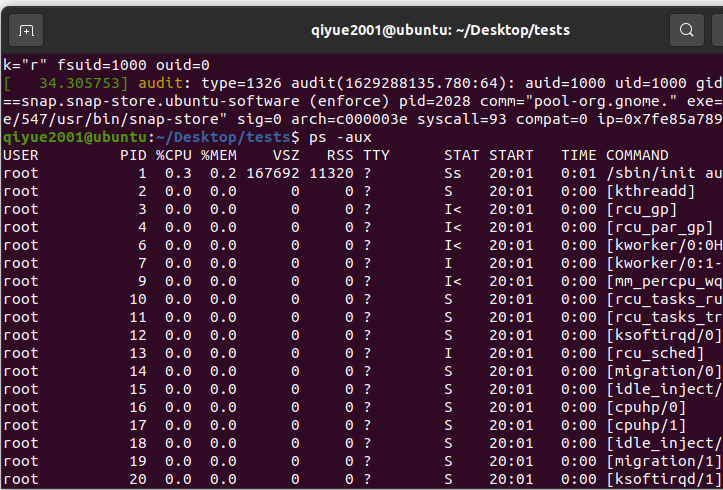 qiyue2001@ubuntu: ~/Desktop/tests
k="r" fsuid=1000 ouid=0
[   34.305753] audit: type=1326 audit(1629288135.780:64): auid=1000 uid=1000 gid
==snap.snap-store.ubuntu-software (enforce) pid=2028 comm="pool-org.gnome." exe=
e/547/usr/bin/snap-store" sig=0 arch=c000003e syscall=93 compat=0 ip=0x7fe85a789
qiyue2001@ubuntu:~/Desktop/tests$ ps -aux
USER         PID %CPU %MEM    VSZ   RSS TTY      STAT START   TIME COMMAND
root           1  0.3  0.2 167692 11320 ?        Ss   20:01   0:01 /sbin/init au
root           2  0.0  0.0      0     0 ?        S    20:01   0:00 [kthreadd]
root           3  0.0  0.0      0     0 ?        I<   20:01   0:00 [rcu_gp]
root           4  0.0  0.0      0     0 ?        I<   20:01   0:00 [rcu_par_gp]
root           6  0.0  0.0      0     0 ?        I<   20:01   0:00 [kworker/0:0H
root           7  0.0  0.0      0     0 ?        I    20:01   0:00 [kworker/0:1-
root           9  0.0  0.0      0     0 ?        I<   20:01   0:00 [mm_percpu_wq
root          10  0.0  0.0      0     0 ?        S    20:01   0:00 [rcu_tasks_ru
root          11  0.0  0.0      0     0 ?        S    20:01   0:00 [rcu_tasks_tr
root          12  0.0  0.0      0     0 ?        S    20:01   0:00 [ksoftirqd/0]
root          13  0.0  0.0      0     0 ?        I    20:01   0:00 [rcu_sched]
root          14  0.0  0.0      0     0 ?        S    20:01   0:00 [migration/0]
root          15  0.0  0.0      0     0 ?        S    20:01   0:00 [idle_inject/
root          16  0.0  0.0      0     0 ?        S    20:01   0:00 [cpuhp/0]
root          17  0.0  0.0      0     0 ?        S    20:01   0:00 [cpuhp/1]
root          18  0.0  0.0      0     0 ?        S    20:01   0:00 [idle_inject/
root          19  0.0  0.0      0     0 ?        S    20:01   0:00 [migration/1]
root          20  0.0  0.0      0     0 ?        S    20:01   0:00 [ksoftirqd/1]